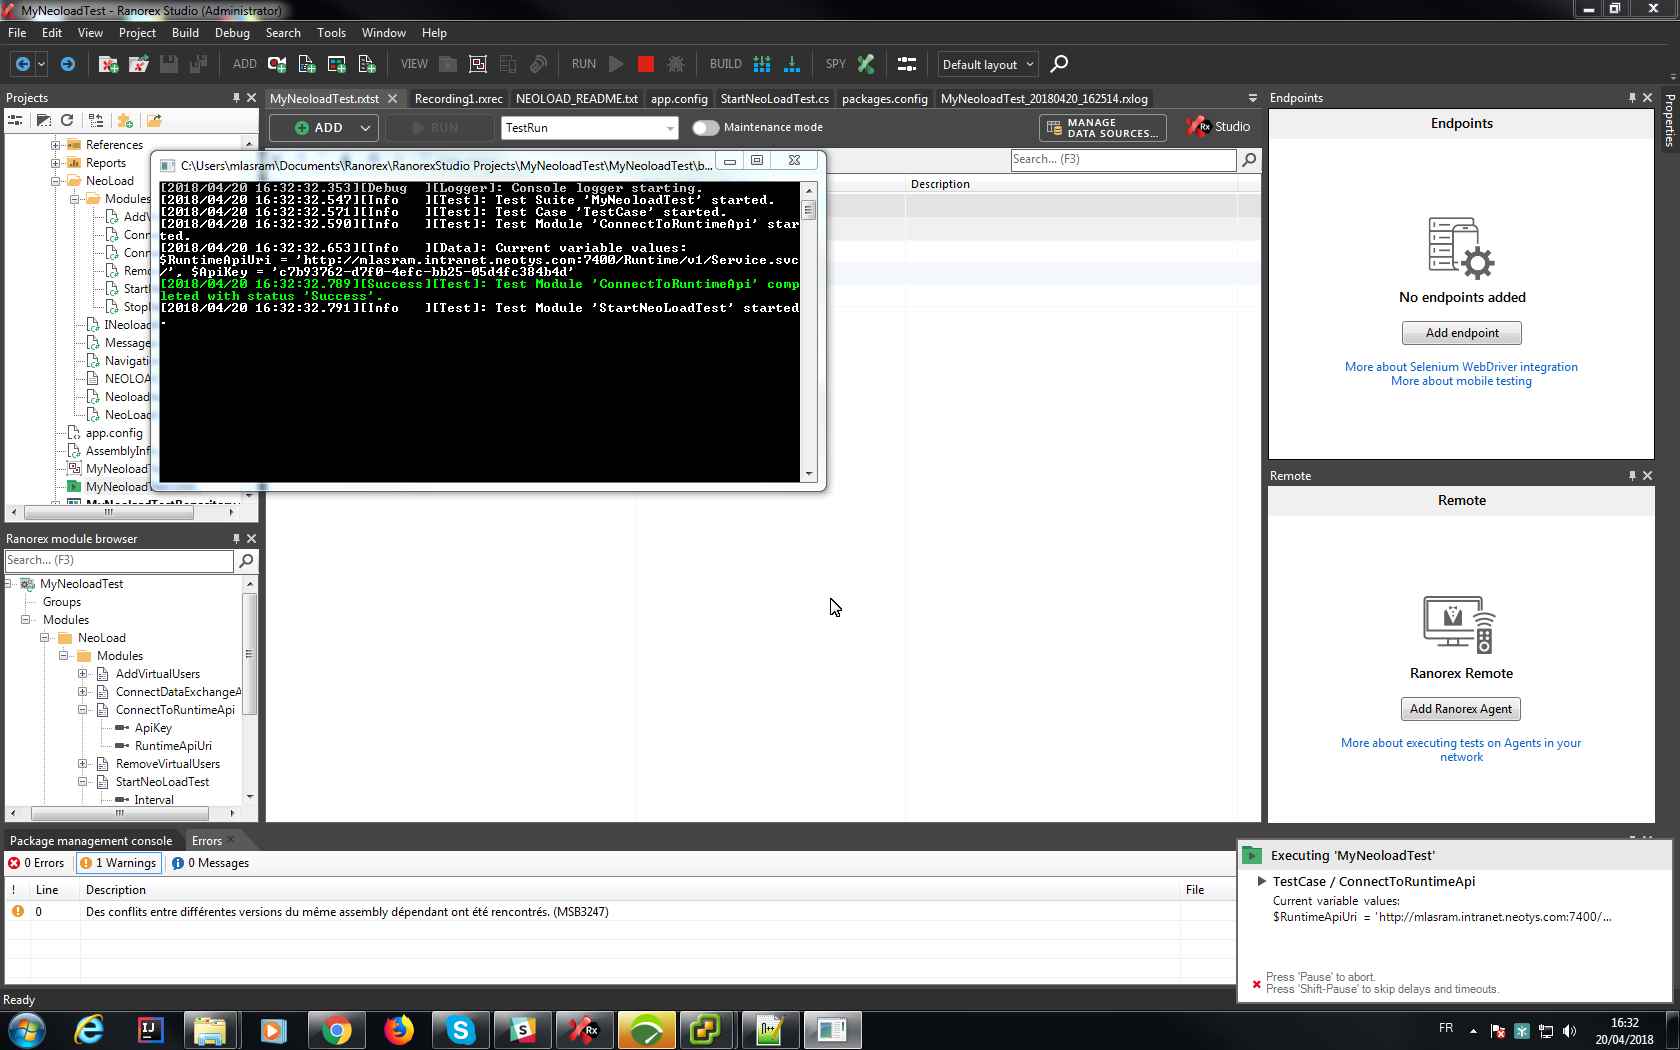 MyNeoloadTest - Ranorex Studio (Administrator)
File Edit View Project Build Debug Search Tools Window Help
ADD VIEW RUN BUILD SPY Default layout
Projects
MyNeoloadTest.rxtst Recording1.rxrec NEOLOAD_README.txt app.config StartNeoLoadTest.cs packages.config MyNeoloadTest_20180420_162514.rxlog
Endpoints
Properties
ADD RUN TestRun Maintenance mode MANAGE DATA SOURCES... Rx Studio
Search... (F3)
Description
References
Reports
NeoLoad
Modules
AddV
Conn
Conn
Remo
Startl
Stopl
INeoload
Message
Navigati
NEOLOA
Neoload
NeoLoad
app.config
AssemblyInf
MyNeoloadT
MyNeoloadT
MyNeoloadTestRepository
C:\Users\mlasram\Documents\Ranorex\RanorexStudio Projects\MyNeoloadTest\MyNeoloadTest\b...
[2018/04/20 16:32:32.353][Debug  ][Logger]: Console logger starting.
[2018/04/20 16:32:32.547][Info   ][Test]: Test Suite 'MyNeoloadTest' started.
[2018/04/20 16:32:32.571][Info   ][Test]: Test Case 'TestCase' started.
[2018/04/20 16:32:32.590][Info   ][Test]: Test Module 'ConnectToRuntimeApi' star
ted.
[2018/04/20 16:32:32.653][Info   ][Data]: Current variable values:
$RuntimeApiUri = 'http://mlasram.intranet.neotys.com:7400/Runtime/v1/Service.svc
/', $ApiKey = 'c7b93762-d7f0-4efc-bb25-05d4fc384b4d'
[2018/04/20 16:32:32.789][Success][Test]: Test Module 'ConnectToRuntimeApi' comp
leted with status 'Success'.
[2018/04/20 16:32:32.791][Info   ][Test]: Test Module 'StartNeoLoadTest' started
.
Endpoints
No endpoints added
Add endpoint
More about Selenium WebDriver integration
More about mobile testing
Remote
Remote
Ranorex Remote
Add Ranorex Agent
More about executing tests on Agents in your
network
Ranorex module browser
Search... (F3)
MyNeoloadTest
Groups
Modules
NeoLoad
Modules
AddVirtualUsers
ConnectDataExchangeA
ConnectToRuntimeApi
ApiKey
RuntimeApiUri
RemoveVirtualUsers
StartNeoLoadTest
Interval
Package management console Errors
0 Errors 1 Warnings 0 Messages
! Line Description File
0 Des conflits entre différentes versions du même assembly dépendant ont été rencontrés. (MSB3247)
Executing 'MyNeoloadTest'
TestCase / ConnectToRuntimeApi
Current variable values:
$RuntimeApiUri = 'http://mlasram.intranet.neotys.com:7400/...
Press 'Pause' to abort.
Press 'Shift-Pause' to skip delays and timeouts.
Ready
FR
16:32
20/04/2018